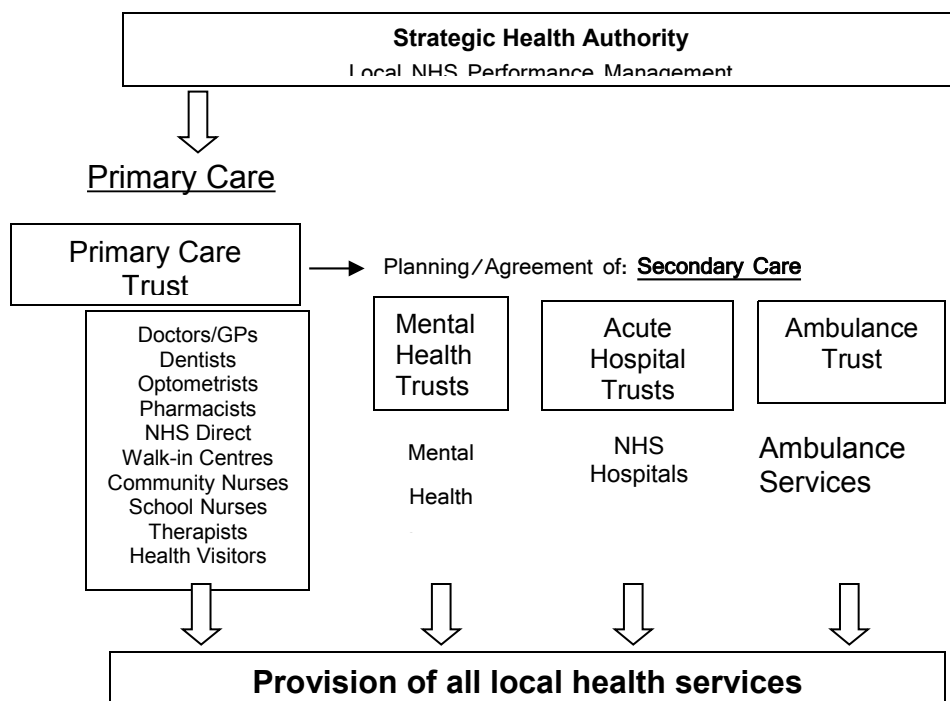 Strategic Health Authority
Local NHS Performance Management
Primary Care
Primary Care
Trust
Planning/Agreement of: Secondary Care
Doctors/GPs
Dentists
Optometrists
Pharmacists
NHS Direct
Walk-in Centres
Community Nurses
School Nurses
Therapists
Health Visitors
Mental
Health
Trusts
Acute
Hospital
Trusts
Ambulance
Trust
Mental
Health
NHS
Hospitals
Ambulance
Services
Provision of all local health services